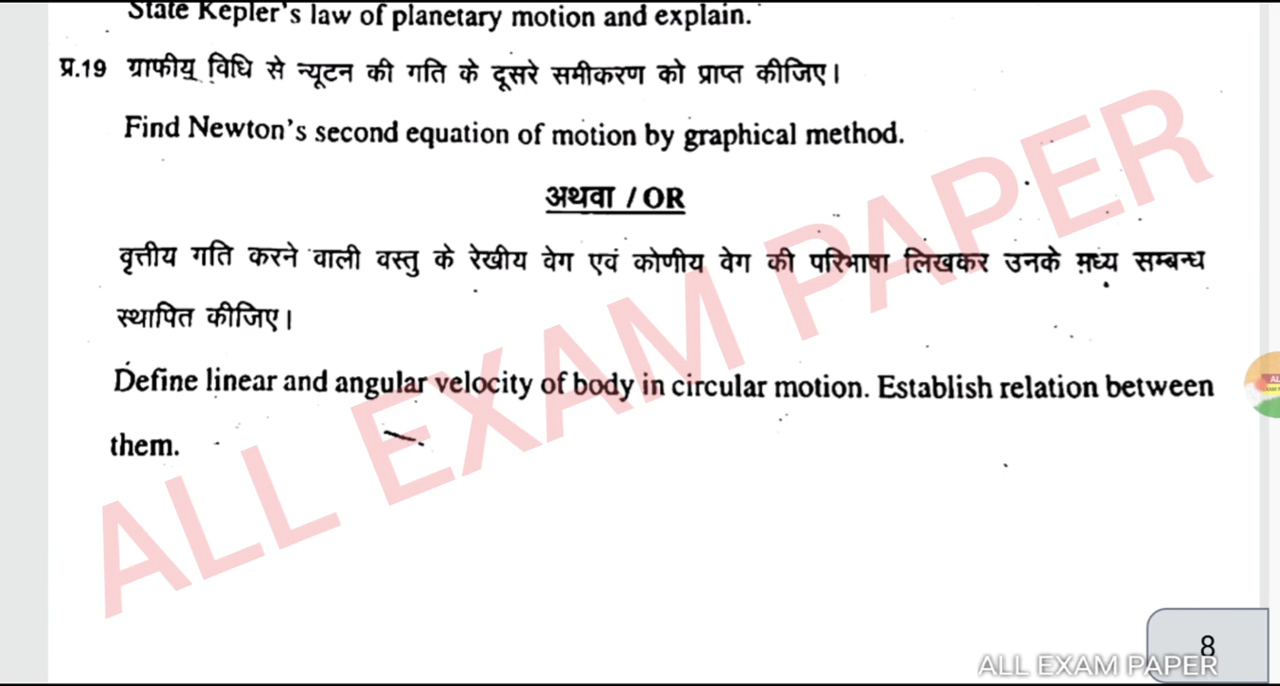 State Kepler's law of planetary motion and explain.
प्र.19 ग्राफीय विधि से न्यूटन की गति के दूसरे समीकरण को प्राप्त कीजिए।
Find Newton's second equation of motion by graphical method.
अथवा / OR
वृत्तीय गति करने वाली वस्तु के रेखीय वेग एवं कोणीय वेग की परिभाषा लिखकर उनके मध्य सम्बन्ध
स्थापित कीजिए।
Define linear and angular velocity of body in circular motion. Establish relation between
them.
ALL EXAM PAPER
8
ALL EXAM PAPER